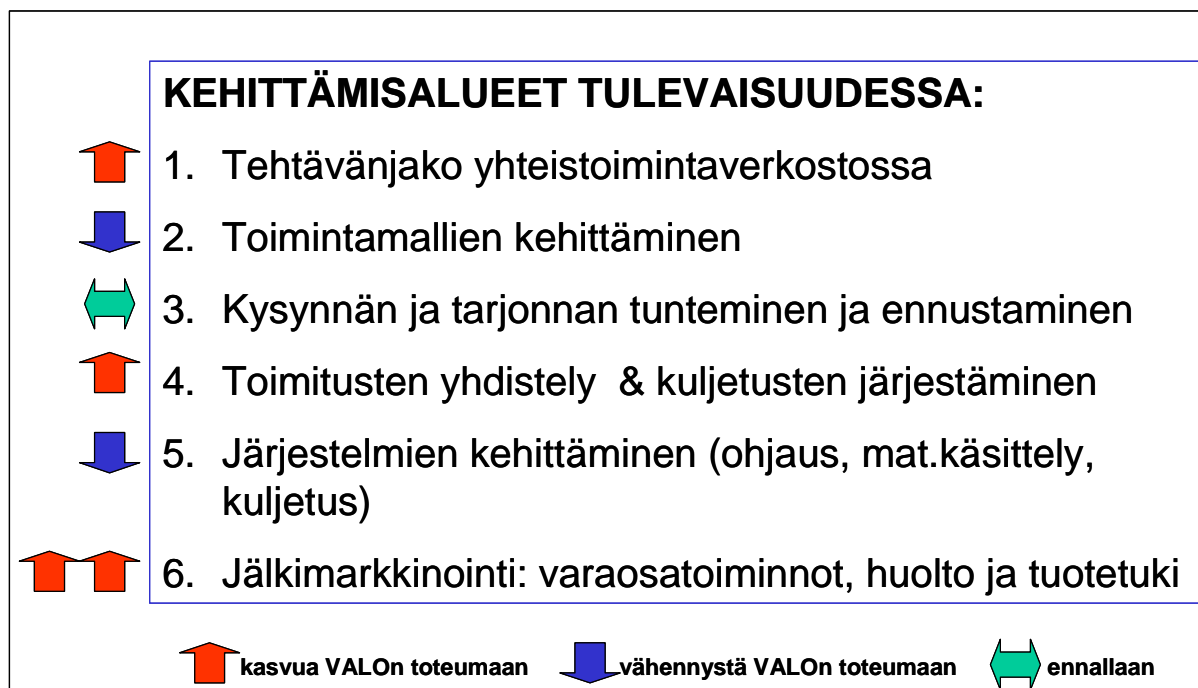 KEHITTÄMISALUEET TULEVAISUUDESSA:
1. Tehtävänjako yhteistoimintaverkostossa
2. Toimintamallien kehittäminen
3. Kysynnän ja tarjonnan tunteminen ja ennustaminen
4. Toimitusten yhdistely & kuljetusten järjestäminen
5. Järjestelmien kehittäminen (ohjaus, mat.käsittely,
kuljetus)
6. Jälkimarkkinointi: varaosatoiminnot, huolto ja tuotetuki
kasvua VALOn toteumaan vähennystä VALOn toteumaan ennallaan